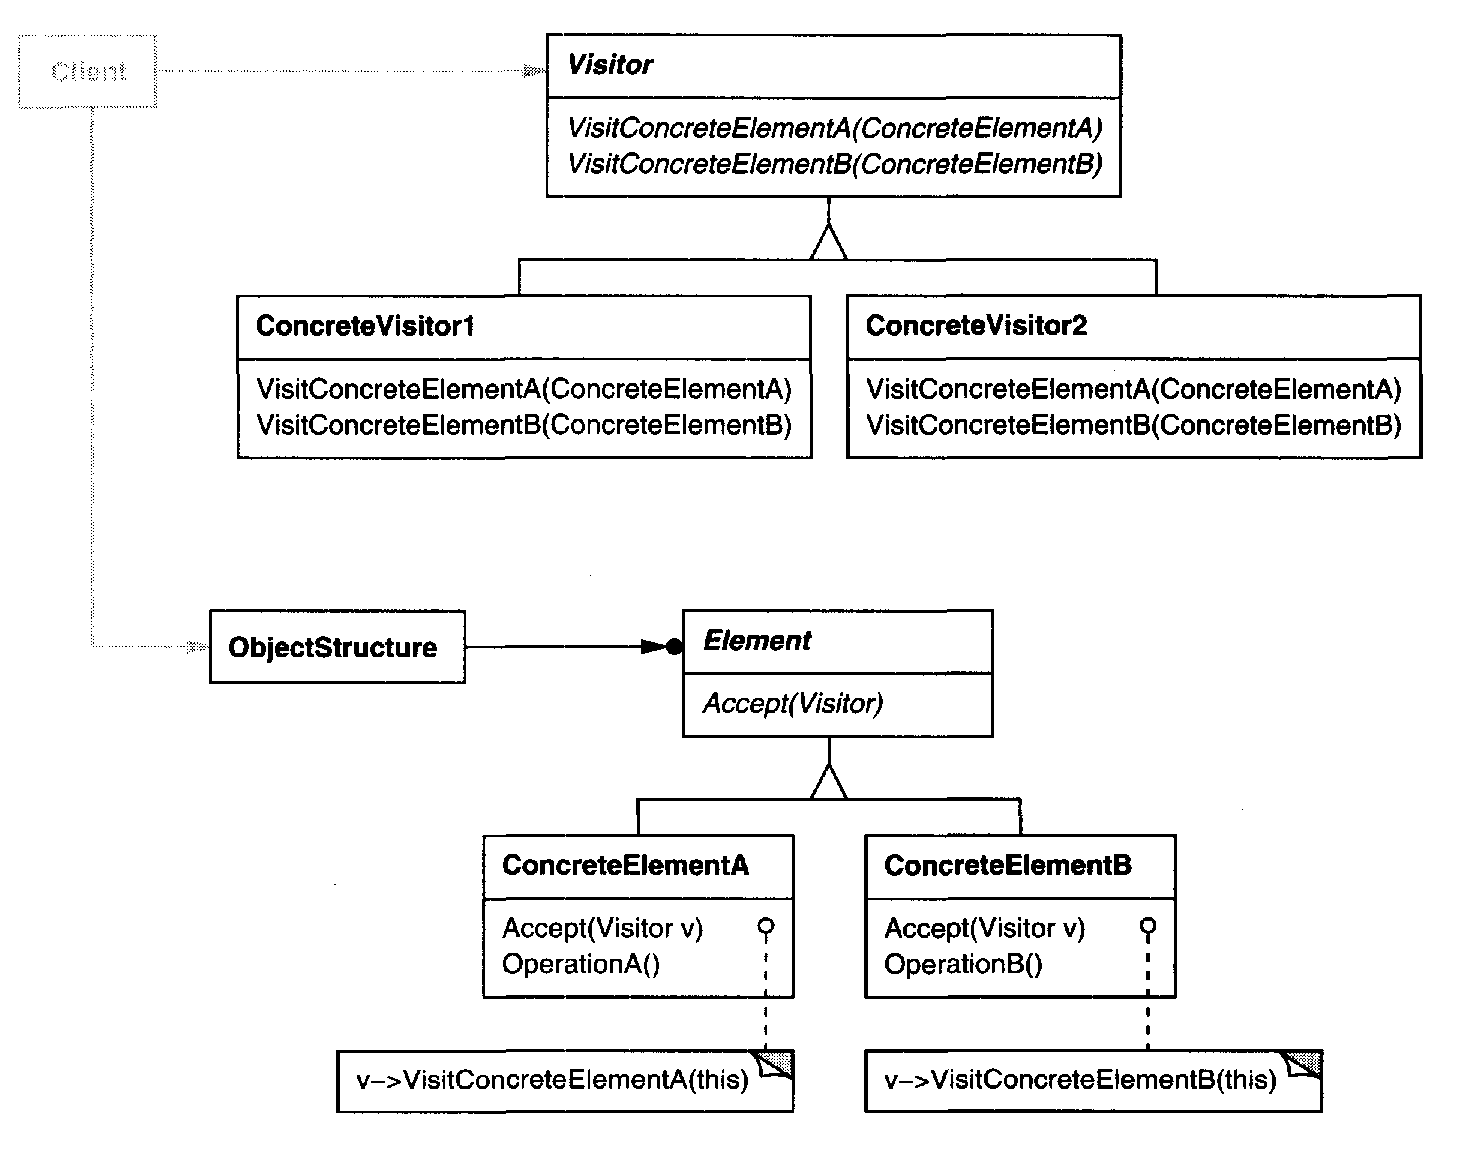 Client
Visitor
VisitConcreteElementA(ConcreteElementA)
VisitConcreteElementB(ConcreteElementB)
ConcreteVisitor1
VisitConcreteElementA(ConcreteElementA)
VisitConcreteElementB(ConcreteElementB)
ConcreteVisitor2
VisitConcreteElementA(ConcreteElementA)
VisitConcreteElementB(ConcreteElementB)
ObjectStructure
Element
Accept(Visitor)
ConcreteElementA
Accept(Visitor v)
OperationA()
v–>VisitConcreteElementA(this)
ConcreteElementB
Accept(Visitor v)
OperationB()
v–>VisitConcreteElementB(this)